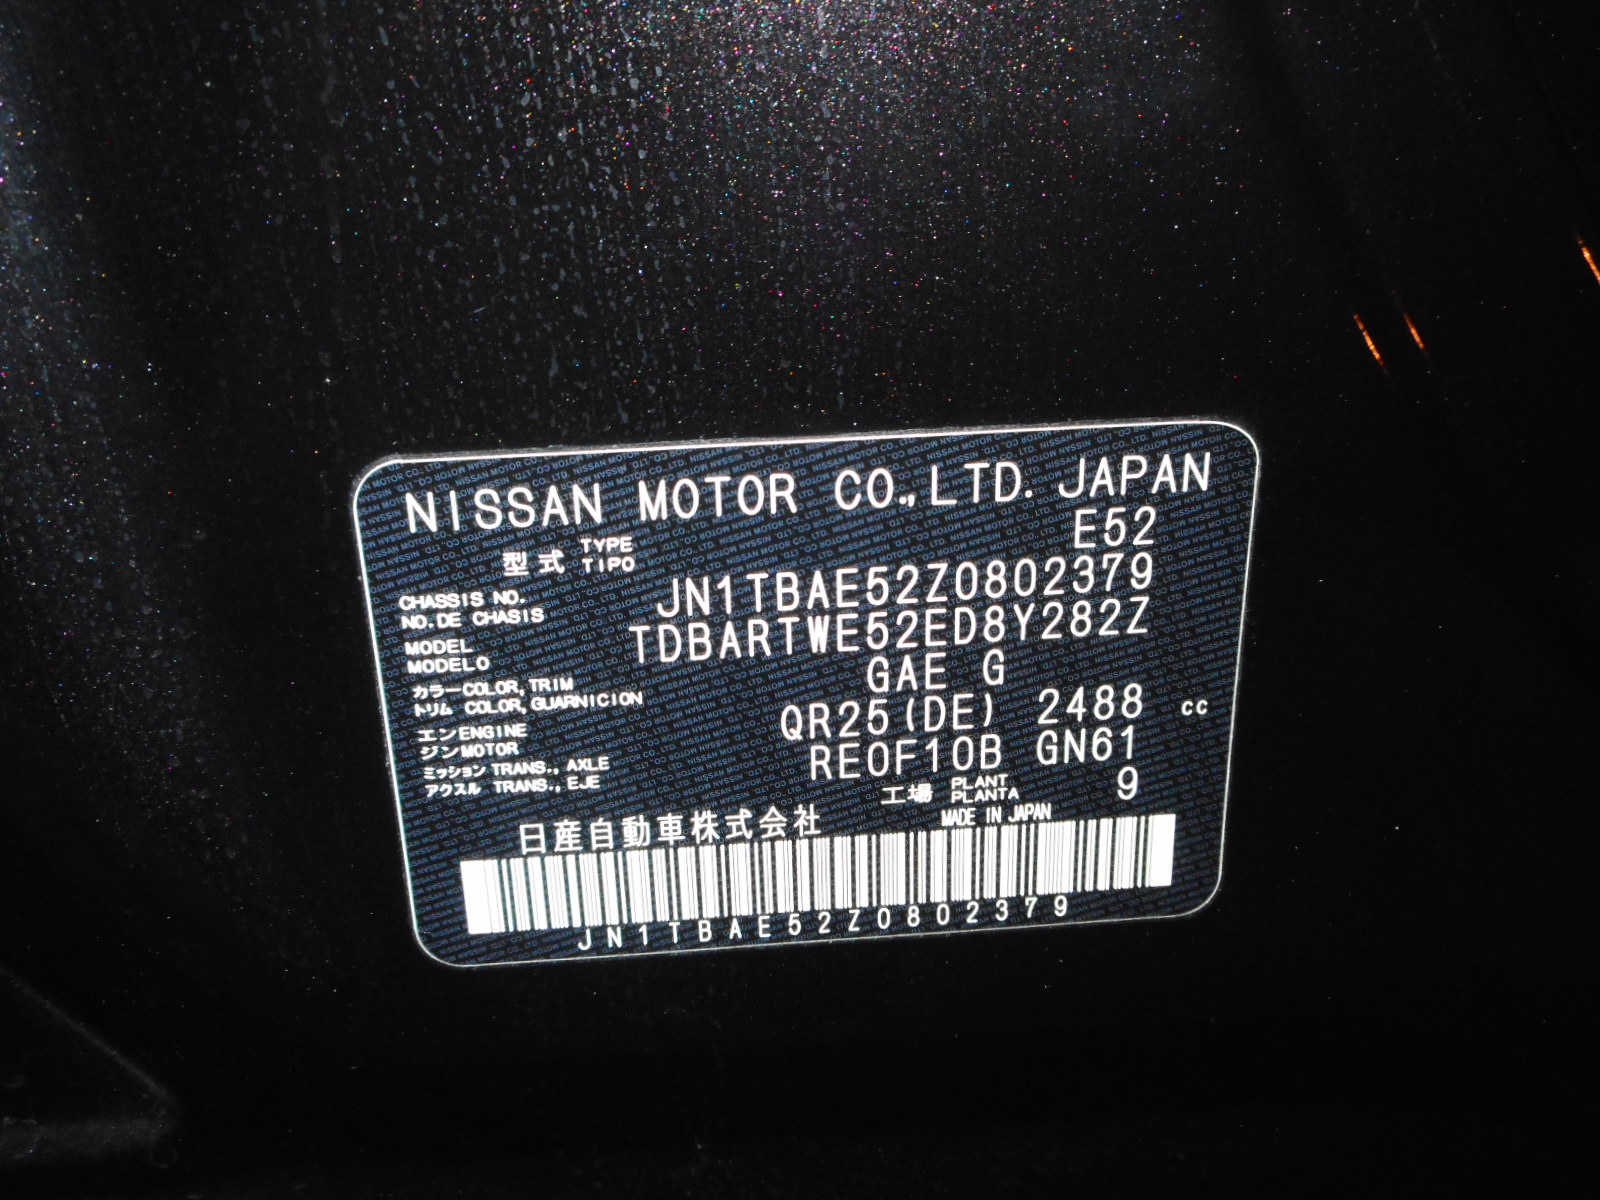 NISSAN MOTOR CO., LTD. JAPAN
型式 TYPE TIPO E52
CHASSIS NO. NO. DE CHASIS JN1TBAE52Z0802379
MODEL MODELO TDBARTWE52ED8Y282Z
カラー COLOR, TRIM トリム COLOR, GUARNICION GAE G
エンジン ENGINE MOTOR QR25(DE) 2488 cc
ミッション TRANS., AXLE アクスル TRANS., EJE RE0F10B GN61
工場 PLANT PLANTA 9
日産自動車株式会社 MADE IN JAPAN
JN1TBAE52Z0802379